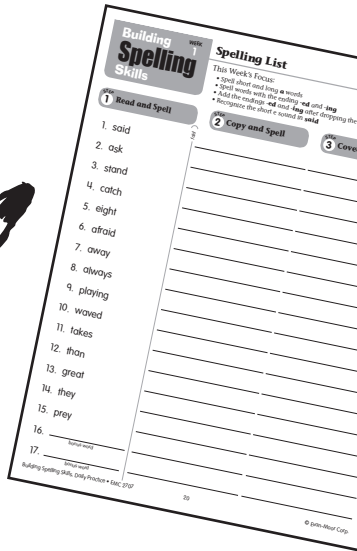 Building
Spelling
Skills
WEEK
1
Spelling List
This Week's Focus:
• Spell short and long a words
• Spell words with the ending -ed and -ing
• Add the endings -ed and -ing after dropping the
• Recognize the short e sound in said
STEP
1 Read and Spell
STEP
2 Copy and Spell
STEP
3
1. said
2. ask
3. stand
4. catch
5. eight
6. afraid
7. away
8. always
9. playing
10. waved
11. takes
12. than
13. great
14. they
15. prey
16.
bonus word
17.
bonus word
Building Spelling Skills, Daily Practice • EMC 2707
20
© Evan-Moor Corp